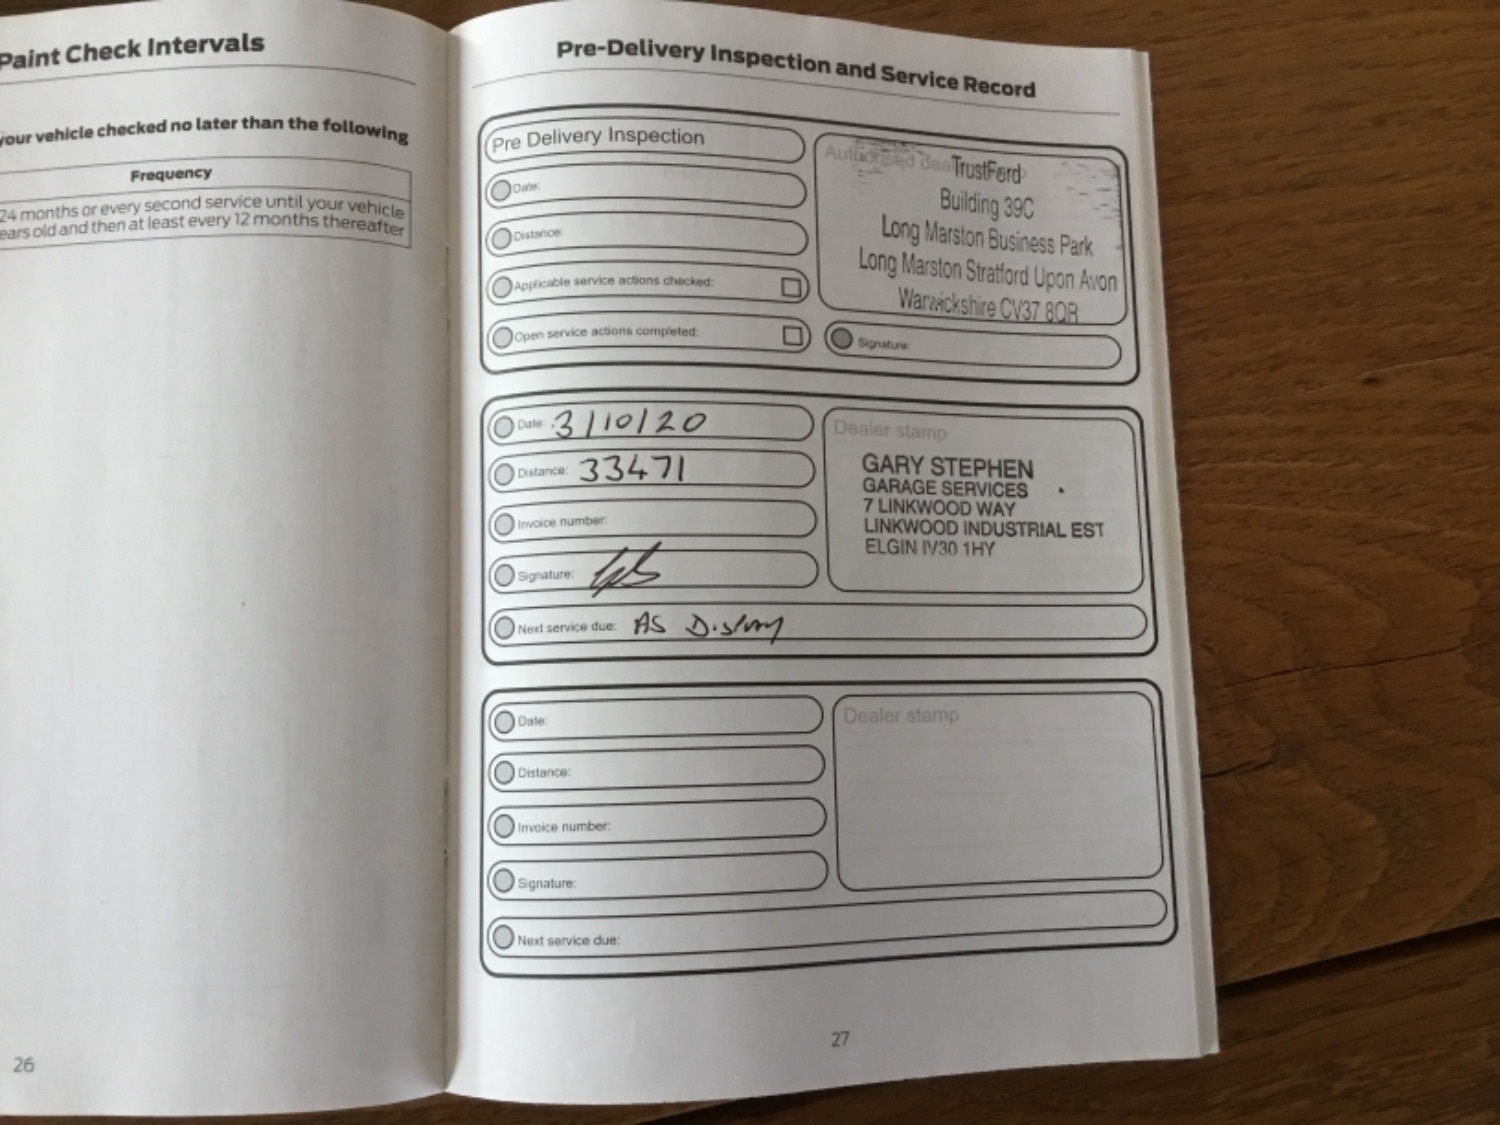 Paint Check Intervals
your vehicle checked no later than the following
Frequency
24 months or every second service until your vehicle
ears old and then at least every 12 months thereafter
26
Pre-Delivery Inspection and Service Record
Pre Delivery Inspection
Date:
Distance:
Applicable service actions checked:
Open service actions completed:
Authorised dea
TrustFord
Building 39C
Long Marston Business Park
Long Marston Stratford Upon Avon
Warwickshire CV37 8QR
Signature:
Date: 3/10/20
Distance: 33471
Invoice number:
Signature:
Next service due: AS
Dealer stamp
GARY STEPHEN
GARAGE SERVICES
7 LINKWOOD WAY
LINKWOOD INDUSTRIAL EST
ELGIN IV30 1HY
Date:
Distance:
Invoice number:
Signature:
Next service due:
Dealer stamp
27